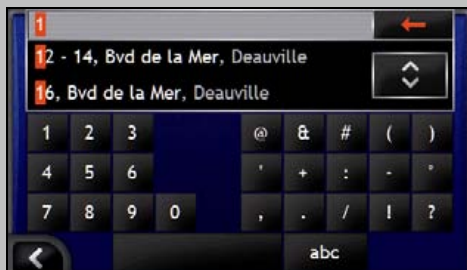 1
12 - 14, Bvd de la Mer, Deauville
16, Bvd de la Mer, Deauville
1 2 3 @ & # ( )
4 5 6 ' + : - °
7 8 9 0 , . / ! ?
abc